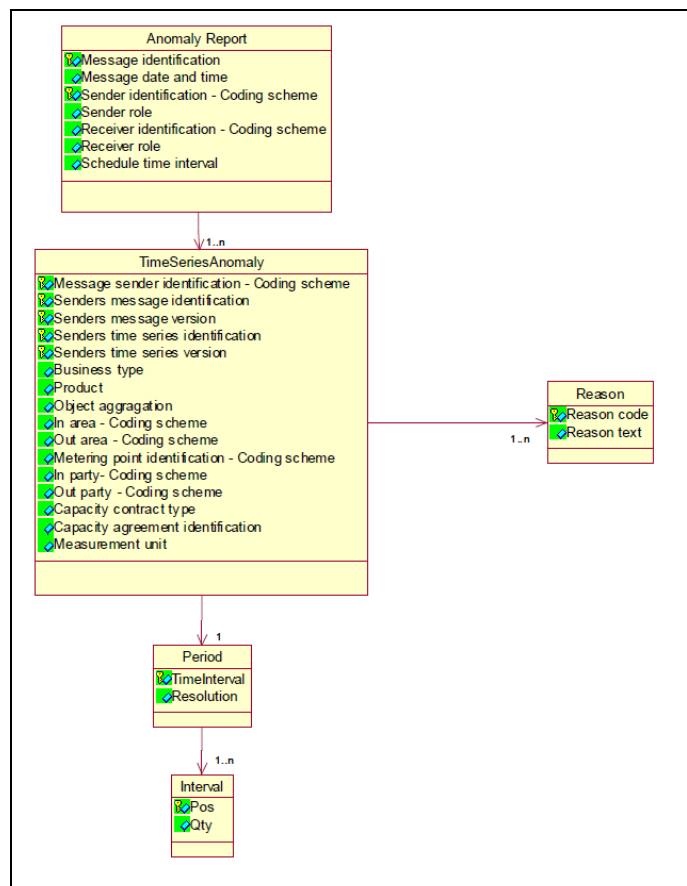 Anomaly Report
Message identification
Message date and time
Sender identification - Coding scheme
Sender role
Receiver identification - Coding scheme
Receiver role
Schedule time interval
1..n
TimeSeriesAnomaly
Message sender identification - Coding scheme
Senders message identification
Senders message version
Senders time series identification
Senders time series version
Business type
Product
Object aggragation
In area - Coding scheme
Out area - Coding scheme
Metering point identification - Coding scheme
In party- Coding scheme
Out party - Coding scheme
Capacity contract type
Capacity agreement identification
Measurement unit
Reason
Reason code
Reason text
1..n
1
Period
TimeInterval
Resolution
1..n
Interval
Pos
Qty